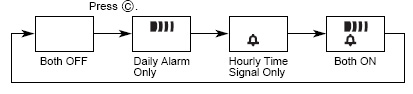 Press Ⓒ.
Both OFF
Daily Alarm
Only
Hourly Time
Signal Only
Both ON